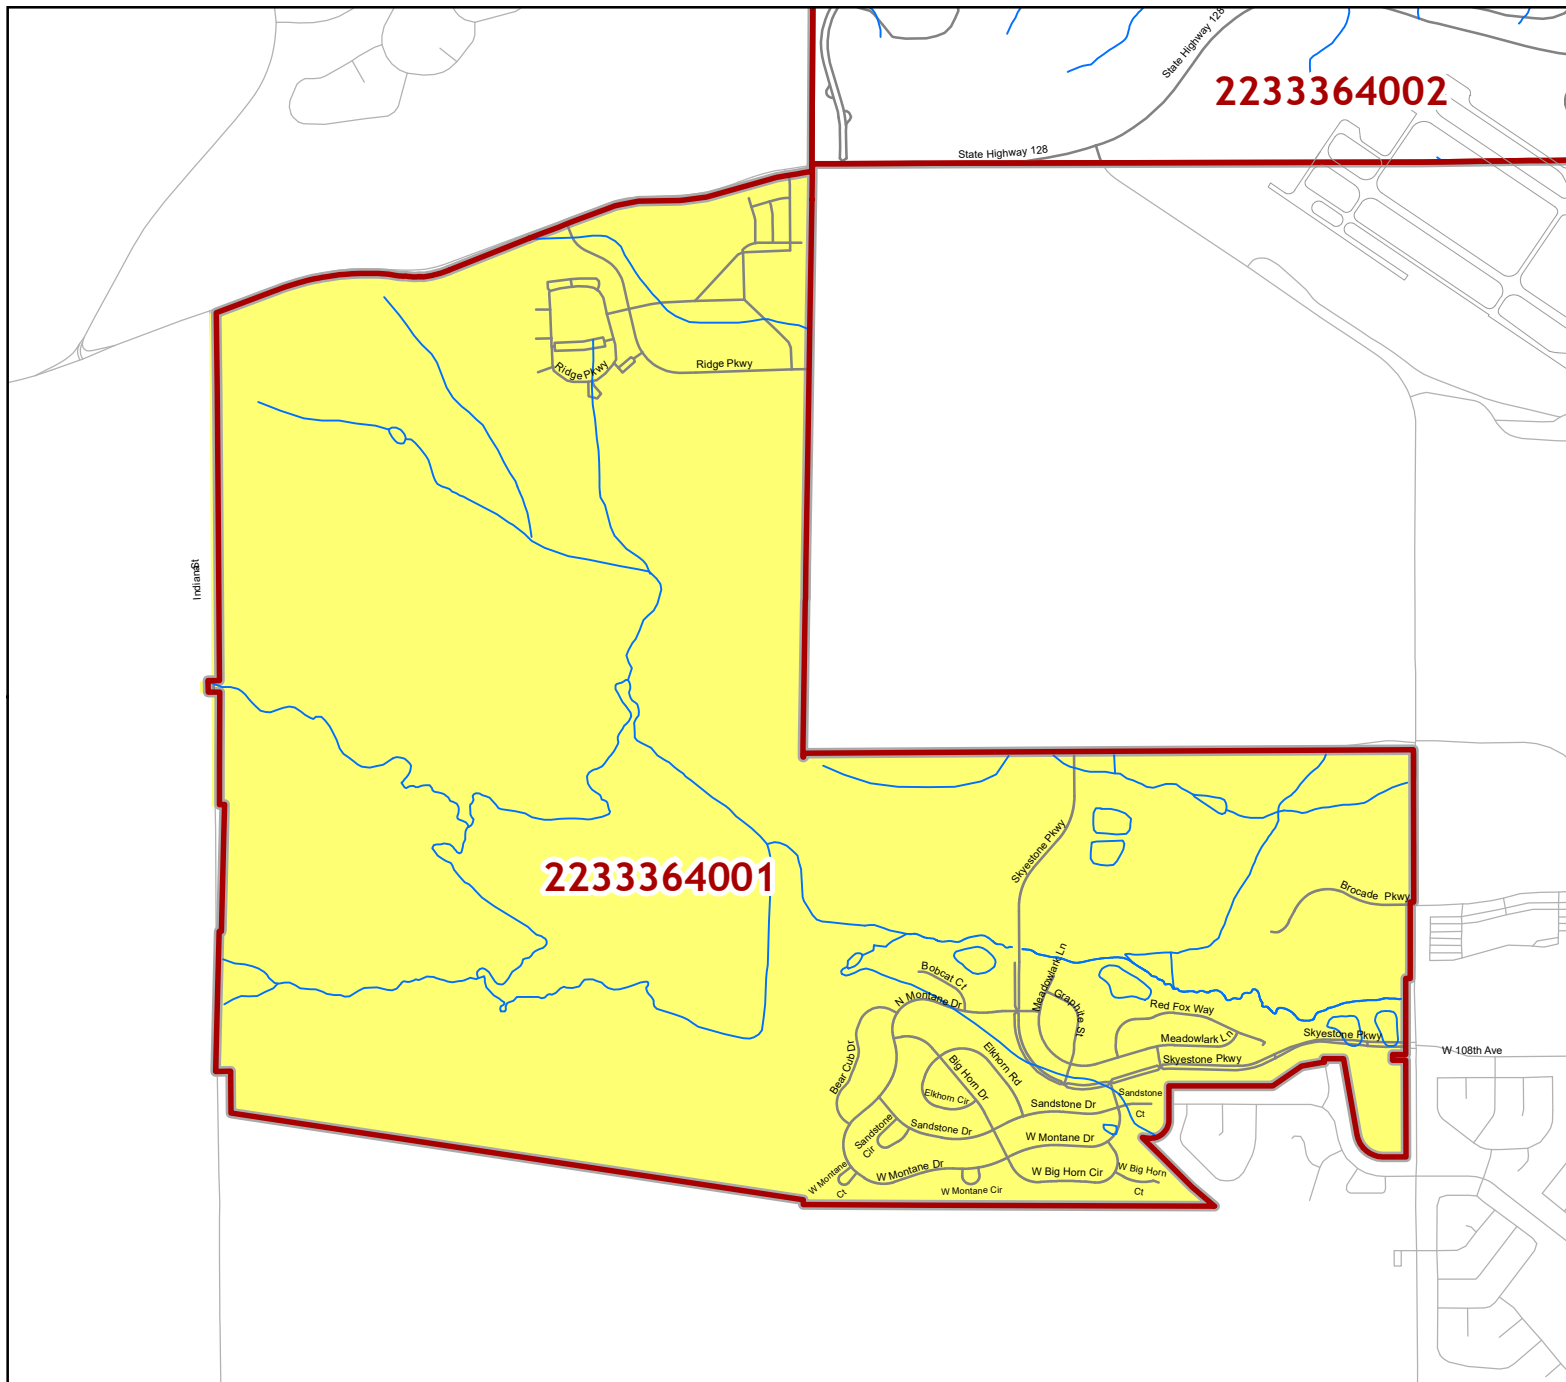 State Highway 128
2233364002
State Highway 128
Ridge Pkwy
Ridge Pkwy
Indiana St
2233364001
Skyestone Pkwy
Brocade Pkwy
Meadowlark Ln
Bobcat Ct
N Montane Dr
Graphite St
Red Fox Way
Meadowlark Ln
Skyestone Pkwy
W 108th Ave
Skyestone Pkwy
Bear Cub Dr
Big Horn Dr
Elkhorn Rd
Elkhorn Cir
Sandstone Dr
Sandstone
Ct
Sandstone
Cir
Sandstone Dr
W Montane Dr
W Montane
Ct
W Montane Dr
W Montane Cir
W Big Horn Cir
W Big Horn
Ct